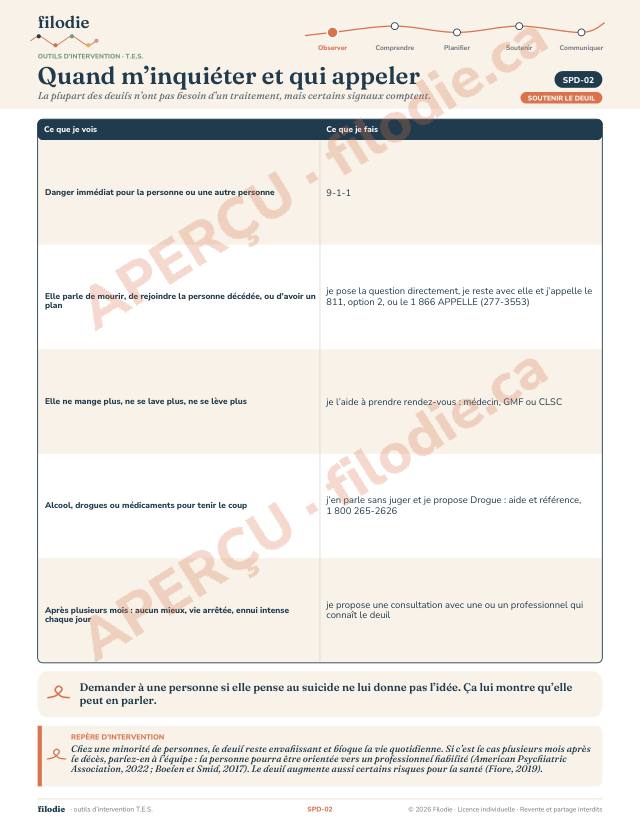 filodie
Observer Comprendre Planifier Soutenir Communiquer
OUTILS D'INTERVENTION · T.E.S.
Quand m'inquiéter et qui appeler
SPD-02
La plupart des deuils n'ont pas besoin d'un traitement, mais certains signaux comptent.
SOUTENIR LE DEUIL
Ce que je vois Ce que je fais
Danger immédiat pour la personne ou une autre personne
9-1-1
Elle parle de mourir, de rejoindre la personne décédée, ou d'avoir un
plan
je pose la question directement, je reste avec elle et j'appelle le
811, option 2, ou le 1 866 APPELLE (277-3553)
Elle ne mange plus, ne se lave plus, ne se lève plus
je l'aide à prendre rendez-vous : médecin, GMF ou CLSC
Alcool, drogues ou médicaments pour tenir le coup
j'en parle sans juger et je propose Drogue : aide et référence,
1 800 265-2626
Après plusieurs mois : aucun mieux, vie arrêtée, ennui intense
chaque jour
je propose une consultation avec une ou un professionnel qui
connaît le deuil
APERÇU · filodie.ca
APERÇU · filodie.ca
Demander à une personne si elle pense au suicide ne lui donne pas l'idée. Ça lui montre qu'elle
peut en parler.
REPÈRE D'INTERVENTION
Chez une minorité de personnes, le deuil reste envahissant et bloque la vie quotidienne. Si c'est le cas plusieurs mois après
le décès, parlez-en à l'équipe : la personne pourra être orientée vers un professionnel habilité (American Psychiatric
Association, 2022 ; Boelen et Smid, 2017). Le deuil augmente aussi certains risques pour la santé (Fiore, 2019).
filodie · outils d'intervention T.E.S. SPD-02 © 2026 Filodie · Licence individuelle · Revente et partage interdits